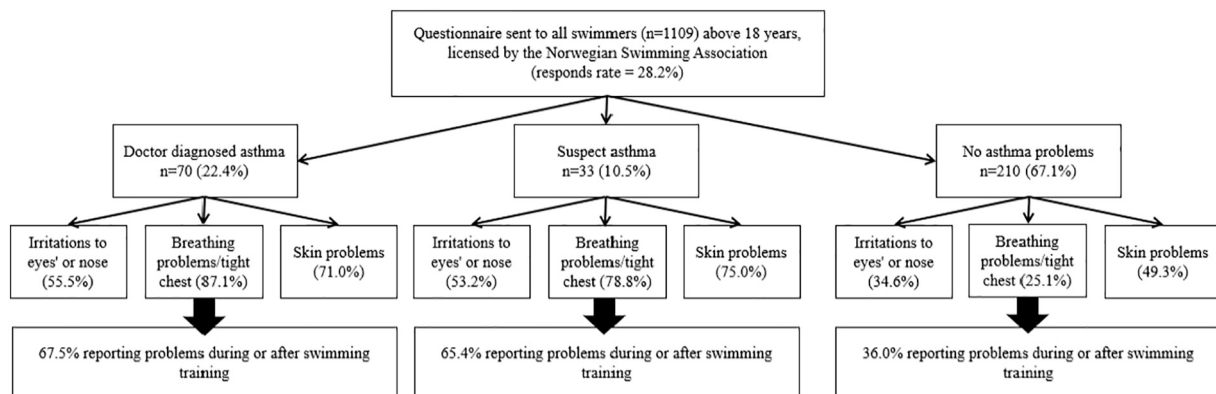 Questionnaire sent to all swimmers (n=1109) above 18 years,
licensed by the Norwegian Swimming Association
(responds rate = 28.2%)
Doctor diagnosed asthma
n=70 (22.4%)
Suspect asthma
n=33 (10.5%)
No asthma problems
n=210 (67.1%)
Irritations to
eyes' or nose
(55.5%)
Breathing
problems/tight
chest (87.1%)
Skin problems
(71.0%)
Irritations to
eyes' or nose
(53.2%)
Breathing
problems/tight
chest (78.8%)
Skin problems
(75.0%)
Irritations to
eyes' or nose
(34.6%)
Breathing
problems/tight
chest (25.1%)
Skin problems
(49.3%)
67.5% reporting problems during or after swimming
training
65.4% reporting problems during or after swimming
training
36.0% reporting problems during or after swimming
training